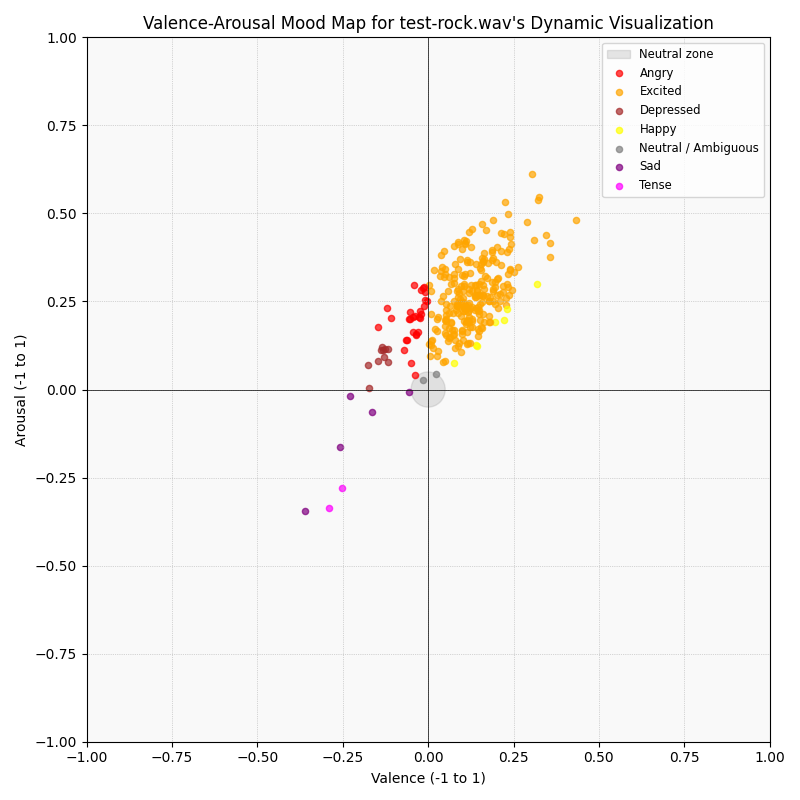 Valence-Arousal Mood Map for test-rock.wav's Dynamic Visualization
1.00
0.75
0.50
0.25
0.00
−0.25
−0.50
−0.75
−1.00
Arousal (-1 to 1)
Neutral zone
Angry
Excited
Depressed
Happy
Neutral / Ambiguous
Sad
Tense
−1.00 −0.75 −0.50 −0.25 0.00 0.25 0.50 0.75 1.00
Valence (-1 to 1)